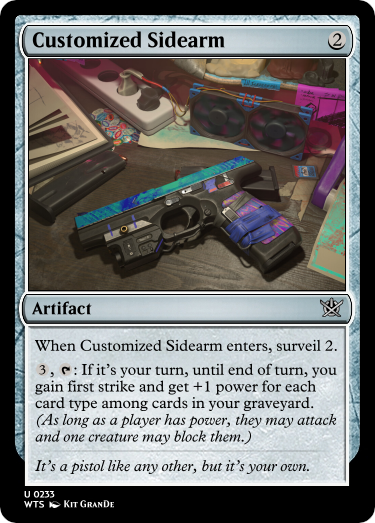 Customized Sidearm 2
Artifact
When Customized Sidearm enters, surveil 2.
3, : If it's your turn, until end of turn, you
gain first strike and get +1 power for each
card type among cards in your graveyard.
(As long as a player has power, they may attack
and one creature may block them.)
It's a pistol like any other, but it's your own.
U 0233
WTS Kit GranDe